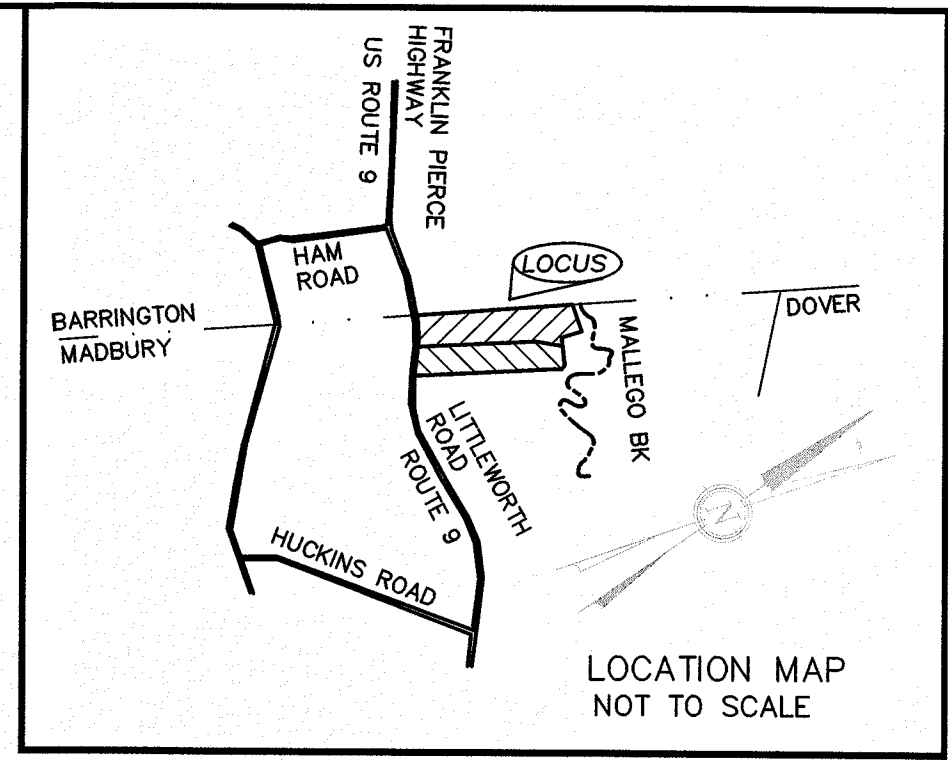 FRANKLIN PIERCE
HIGHWAY
US ROUTE 9
HAM
ROAD
LOCUS
BARRINGTON
MADBURY
DOVER
MALLEGO BK
LITTLEWORTH
ROAD
ROUTE 9
HUCKINS ROAD
N
LOCATION MAP
NOT TO SCALE